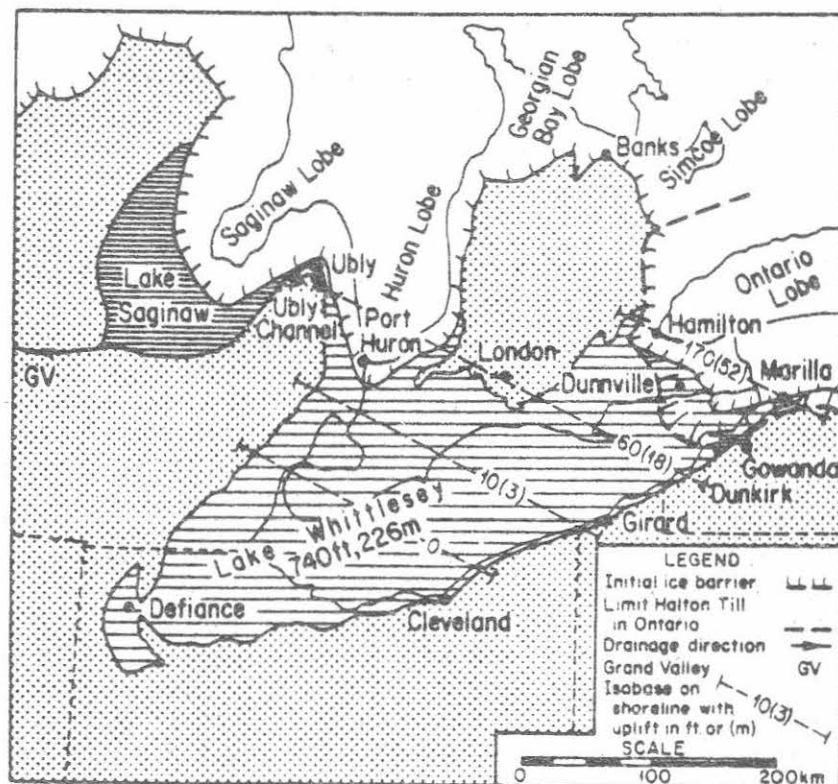 Georgian
Bay Lobe
Banks
Simcoe Lobe
Saginaw Lobe
Huron Lobe
Ontario
Lobe
Lake
Saginaw
Ubly
Ubly
Channel
Port
Huron
London
Hamilton
170(52)
Dunnville
Marilla
GV
60(18)
Gowanda
10(3)
Dunkirk
Girard
Lake Whittlesey
740ft,226m
0
Defiance
Cleveland
LEGEND
Initial ice barrier
Limit Halton Till
in Ontario
Drainage direction
Grand Valley GV
Isobase on
shoreline with
uplift in ft. or (m)
10(3)
SCALE
0 100 200km